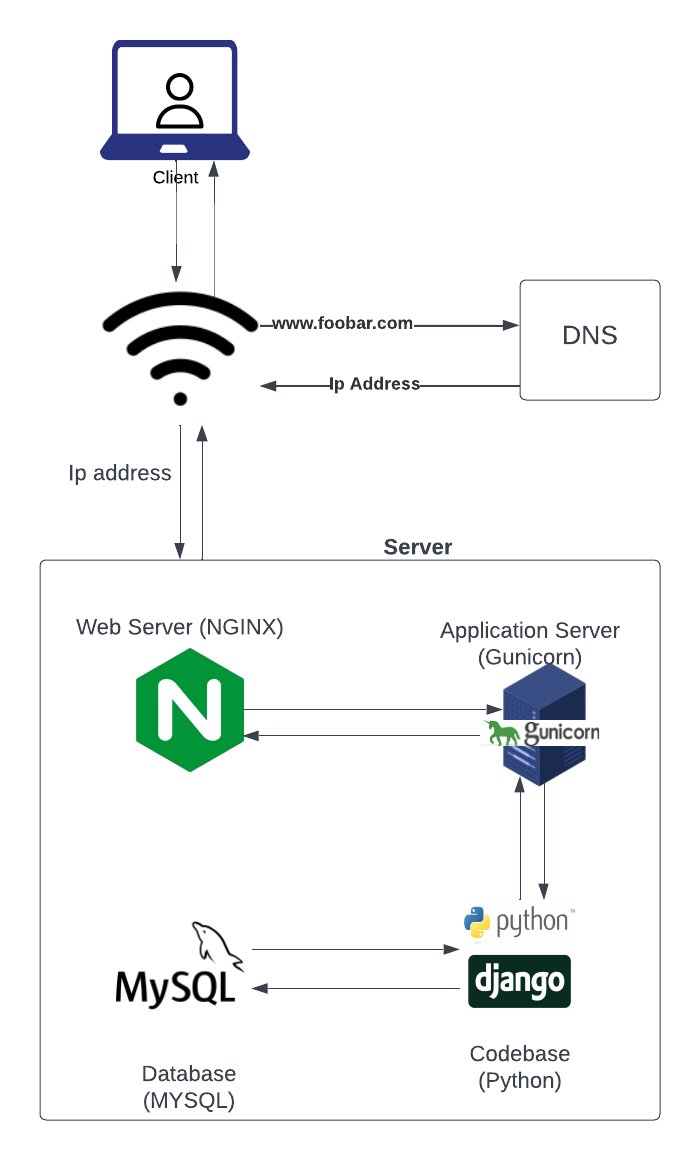 Client
www.foobar.com
DNS
Ip Address
Ip address
Server
Web Server (NGINX)
Application Server
(Gunicorn)
N
gunicorn
python™
MySQL
django
Codebase
(Python)
Database
(MYSQL)